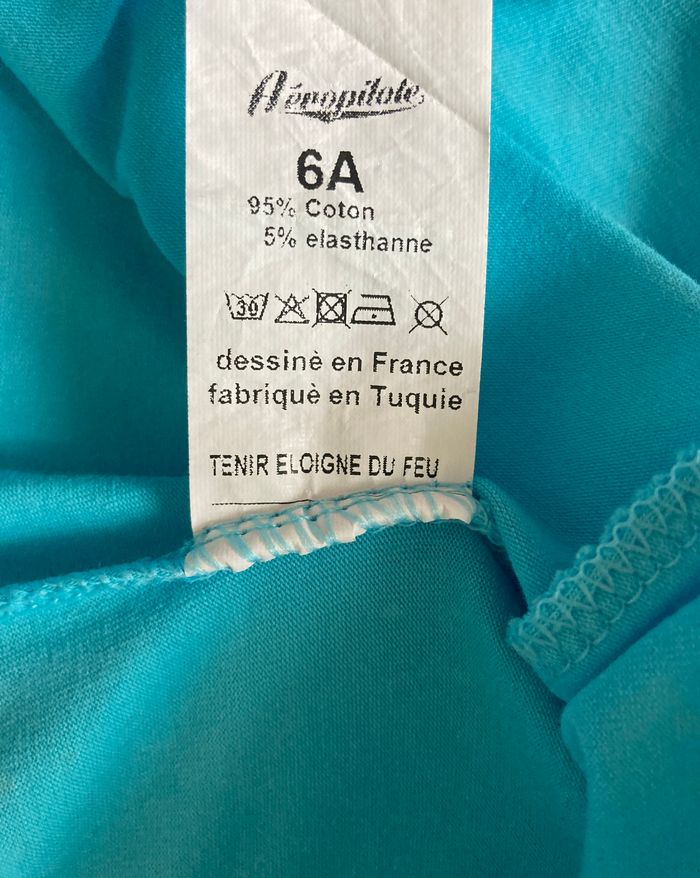 Aéropilote
6A
95% Coton
5% elasthanne
30
dessinè en France
fabriquè en Tuquie
TENIR ELOIGNE DU FEU